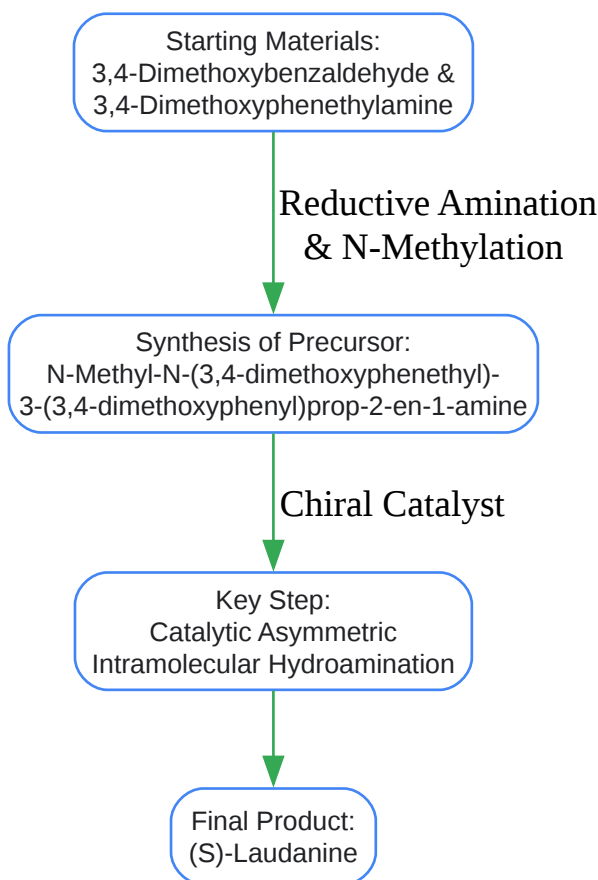 Starting Materials:
3,4-Dimethoxybenzaldehyde &
3,4-Dimethoxyphenethylamine
Reductive Amination
& N-Methylation
Synthesis of Precursor:
N-Methyl-N-(3,4-dimethoxyphenethyl)-
3-(3,4-dimethoxyphenyl)prop-2-en-1-amine
Chiral Catalyst
Key Step:
Catalytic Asymmetric
Intramolecular Hydroamination
Final Product:
(S)-Laudanine